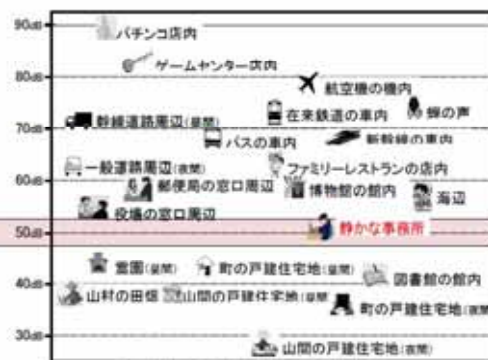 90dB
パチンコ店内
ゲームセンター店内
80dB
航空機の機内
在来鉄道の車内
蝉の声
幹線道路周辺(昼間)
70dB
バスの車内
新幹線の車内
一般道路周辺(夜間)
ファミリーレストランの店内
60dB
郵便局の窓口周辺
博物館の館内
海辺
役場の窓口周辺
50dB
静かな事務所
霊園(昼間)
町の戸建住宅地(昼間)
図書館の館内
40dB
山村の田畑
山間の戸建住宅地(昼間)
町の戸建住宅地(夜間)
30dB
山間の戸建住宅地(夜間)